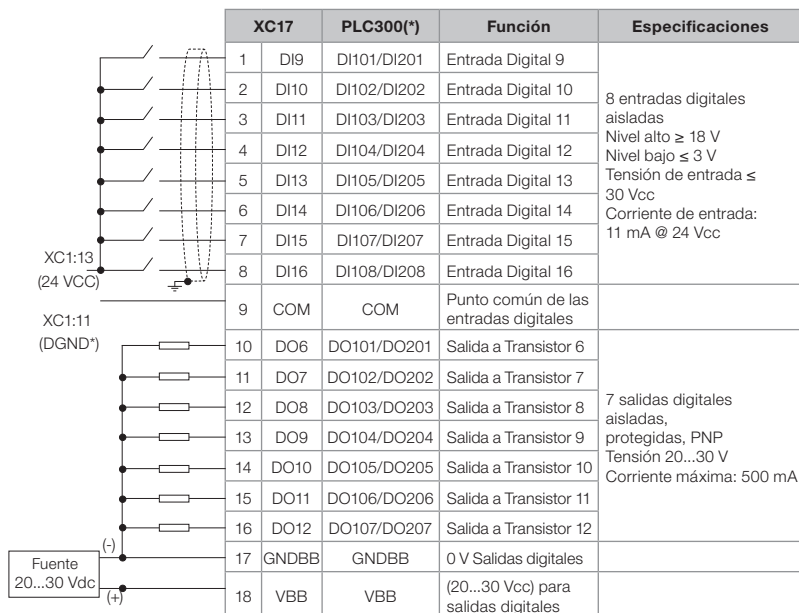 XC17 PLC300(*) Función Especificaciones
1 DI9 DI101/DI201 Entrada Digital 9
2 DI10 DI102/DI202 Entrada Digital 10
3 DI11 DI103/DI203 Entrada Digital 11
4 DI12 DI104/DI204 Entrada Digital 12
5 DI13 DI105/DI205 Entrada Digital 13
6 DI14 DI106/DI206 Entrada Digital 14
7 DI15 DI107/DI207 Entrada Digital 15
8 DI16 DI108/DI208 Entrada Digital 16
8 entradas digitales
aisladas
Nivel alto ≥ 18 V
Nivel bajo ≤ 3 V
Tensión de entrada ≤
30 Vcc
Corriente de entrada:
11 mA @ 24 Vcc
XC1:13
(24 VCC)
9 COM COM Punto común de las
entradas digitales
XC1:11
(DGND*)
10 DO6 DO101/DO201 Salida a Transistor 6
11 DO7 DO102/DO202 Salida a Transistor 7
12 DO8 DO103/DO203 Salida a Transistor 8
13 DO9 DO104/DO204 Salida a Transistor 9
14 DO10 DO105/DO205 Salida a Transistor 10
15 DO11 DO106/DO206 Salida a Transistor 11
16 DO12 DO107/DO207 Salida a Transistor 12
7 salidas digitales
aisladas,
protegidas, PNP
Tensión 20...30 V
Corriente máxima: 500 mA
17 GNDBB GNDBB 0 V Salidas digitales
18 VBB VBB (20...30 Vcc) para
salidas digitales
(-)
Fuente
20...30 Vdc
(+)